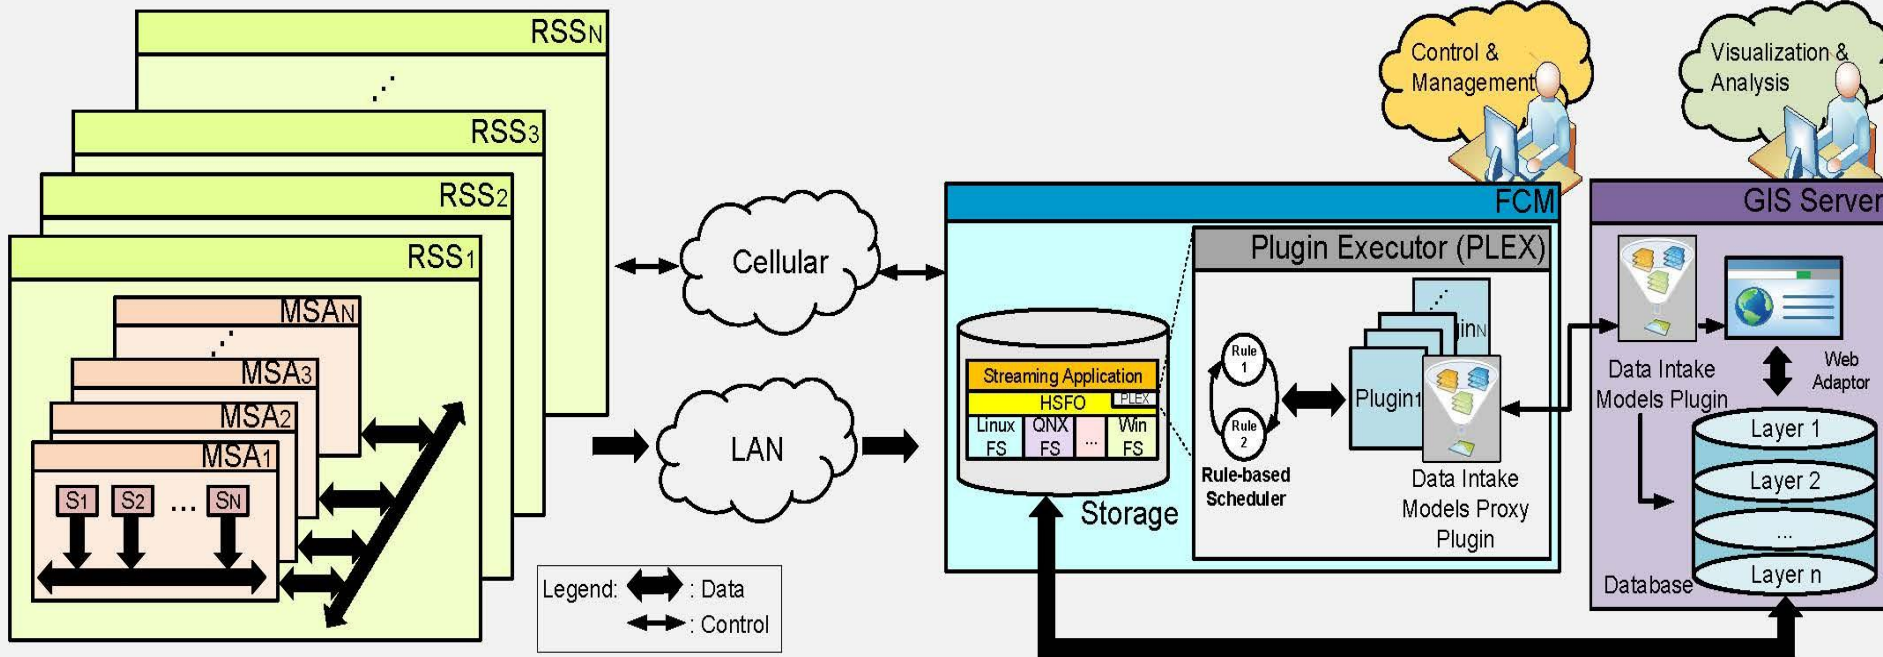 RSSN
RSS3
RSS2
RSS1
MSAN
MSA3
MSA2
MSA1
S1 S2 ... SN
Cellular
LAN
Legend: : Data
: Control
Control &
Management
FCM
Plugin Executor (PLEX)
Streaming Application
HSFO PLEX
Linux
FS
QNX
FS
...
Win
FS
Storage
Rule
1
Rule
2
Rule-based
Scheduler
Plugin1
ginN
Data Intake
Models Proxy
Plugin
Visualization &
Analysis
GIS Server
Data Intake
Models Plugin
Web
Adaptor
Layer 1
Layer 2
...
Layer n
Database